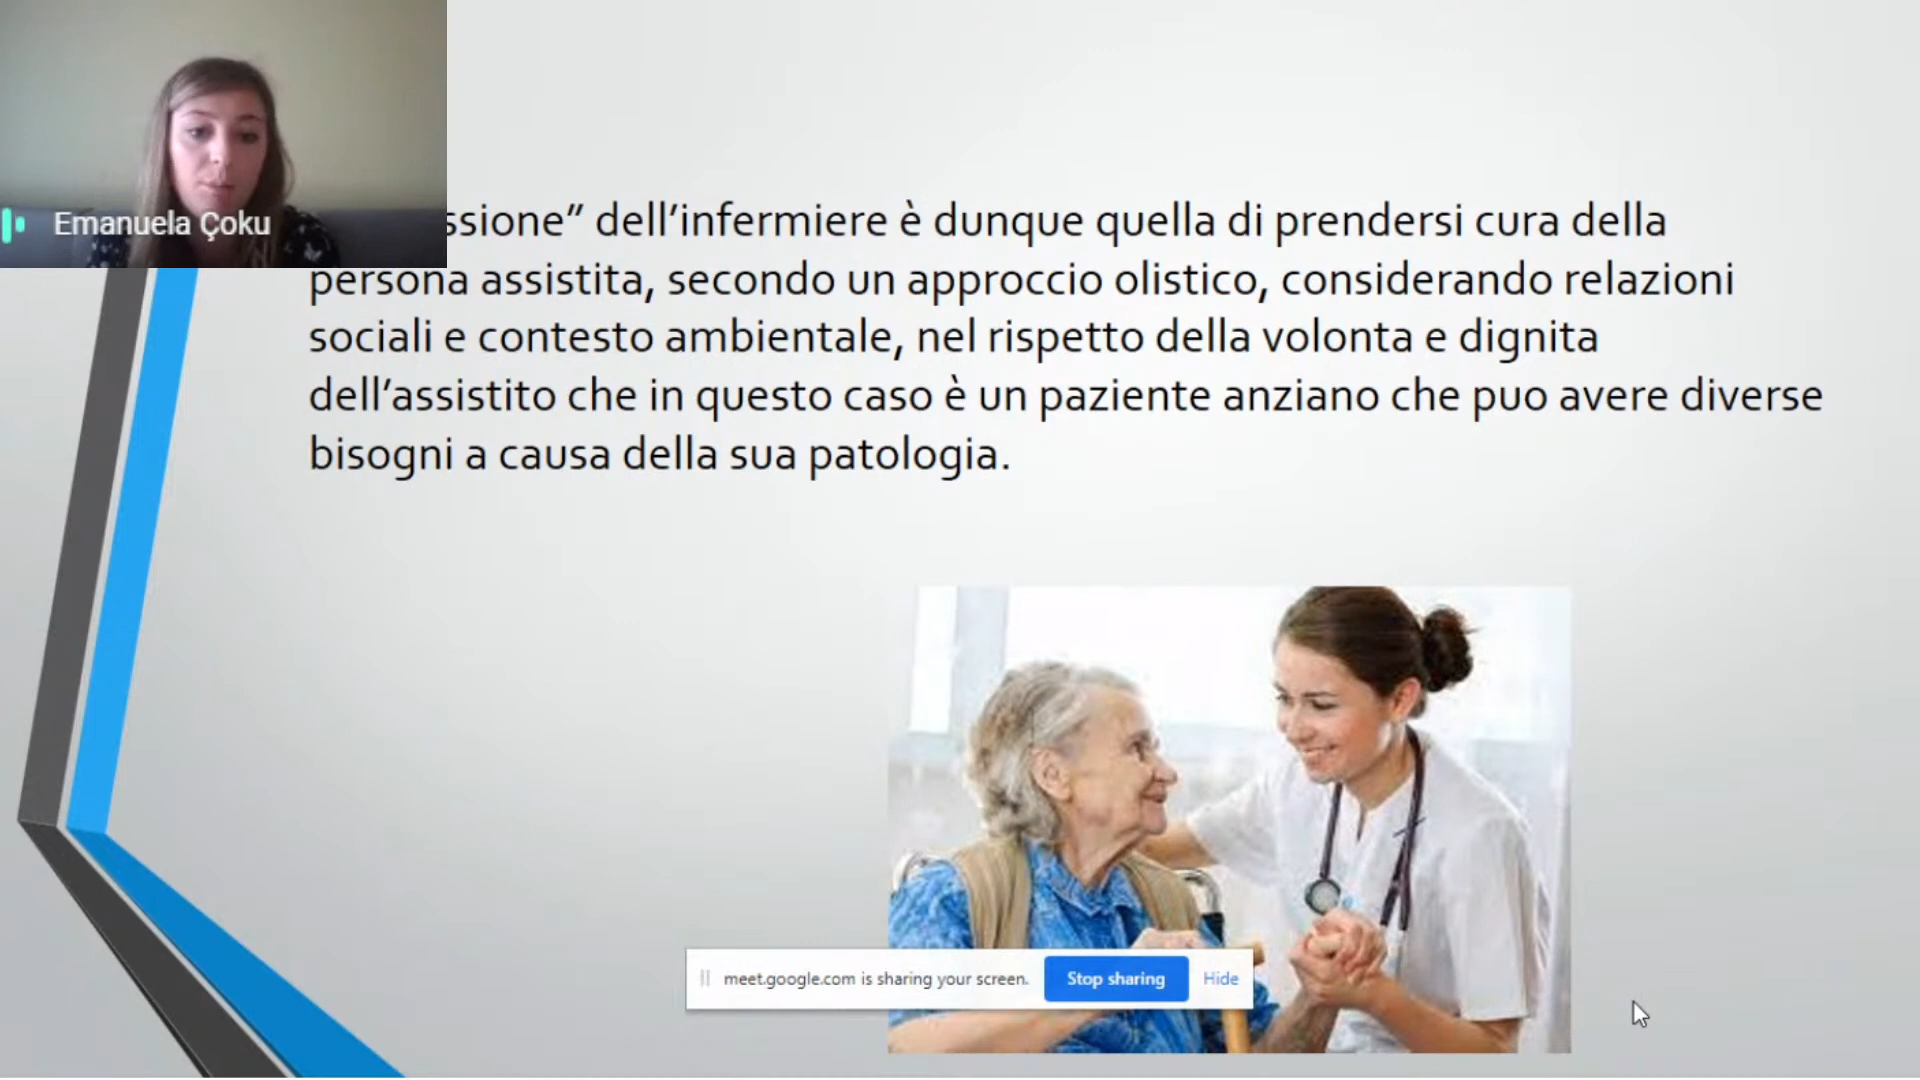 Emanuela Çoku
ssione” dell’infermiere è dunque quella di prendersi cura della
persona assistita, secondo un approccio olistico, considerando relazioni
sociali e contesto ambientale, nel rispetto della volonta e dignita
dell’assistito che in questo caso è un paziente anziano che puo avere diverse
bisogni a causa della sua patologia.
meet.google.com is sharing your screen. Stop sharing Hide